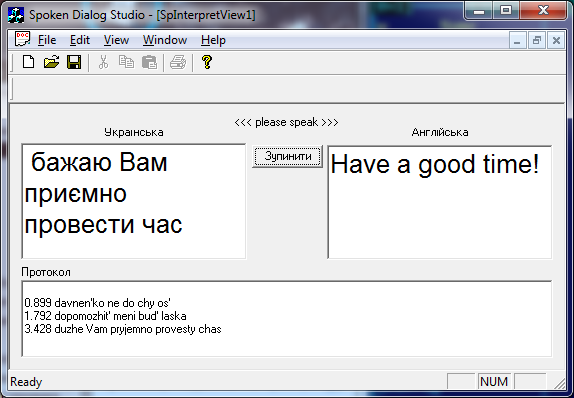 Spoken Dialog Studio - [SpInterpretView1]
File Edit View Window Help
<<< please speak >>>
Українська
Англійська
бажаю Вам
приємно
провести час
Зупинити
Have a good time!
Протокол
0.899 davnen'ko ne do chy os'
1.792 dopomozhit' meni bud' laska
3.428 duzhe Vam pryjemno provesty chas
Ready
NUM